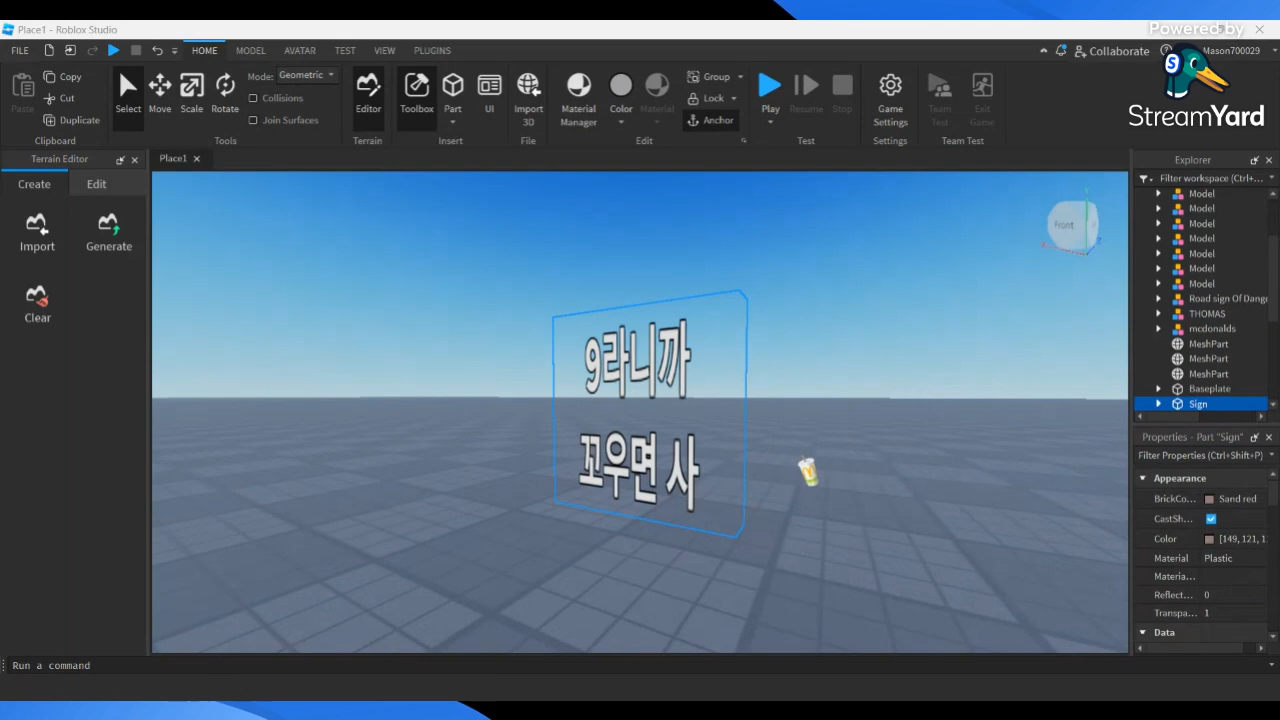 Place1 - Roblox Studio
Powered by
StreamYard
FILE HOME MODEL AVATAR TEST VIEW PLUGINS
Collaborate Mason700029
Paste Copy Cut Duplicate
Clipboard
Select Move Scale Rotate
Mode: Geometric
Collisions
Join Surfaces
Tools
Editor
Terrain
Toolbox Part UI
Insert
Import 3D
File
Material Manager Color Material
Group
Lock
Anchor
Edit
Play Resume Stop
Test
Game Settings
Settings
Team Test Exit Game
Team Test
Terrain Editor
Create Edit
Import Generate
Clear
Place1
Front
9라니까
꼬우면 사
Explorer
Filter workspace (Ctrl+...
Model
Model
Model
Model
Model
Model
Model
Road sign Of Dang
THOMAS
mcdonalds
MeshPart
MeshPart
MeshPart
Baseplate
Sign
Properties - Part "Sign"
Filter Properties (Ctrl+Shift+P)
Appearance
BrickCo... Sand red
CastSh...
Color [149, 121, 1
Material Plastic
Materia...
Reflect... 0
Transpa... 1
Data
Run a command